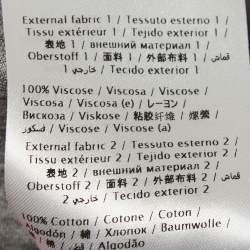 External fabric 1 / Tessuto esterno 1 /
Tissu extérieur 1 / Tejido exterior 1
/ 表地 1 / внешний материал 1 /
Oberstoff 1 / 面料 1 / 外部布料 1 / قماش
خارجي 1 / Tecido exterior 1
100% Viscose / Viscosa / Viscose /
Viscosa / Viscosa (e) / レーヨン /
Вискоза / Viskose / 粘胶纤维 / 嫘縈 /
فسكوز / Viscose / Viscose (a)
External fabric 2 / Tessuto esterno 2 /
Tissu extérieur 2 / Tejido exterior 2
/ 表地 2 / внешний материал 2 /
Oberstoff 2 / 面料 2 / 外部布料 2 / قماش
خارجي 2 / Tecido exterior 2
100% Cotton / Cotone / Coton /
Algodón / 綿 / Хлопок / Baumwolle /
棉 / 棉 / قطن / Algodão